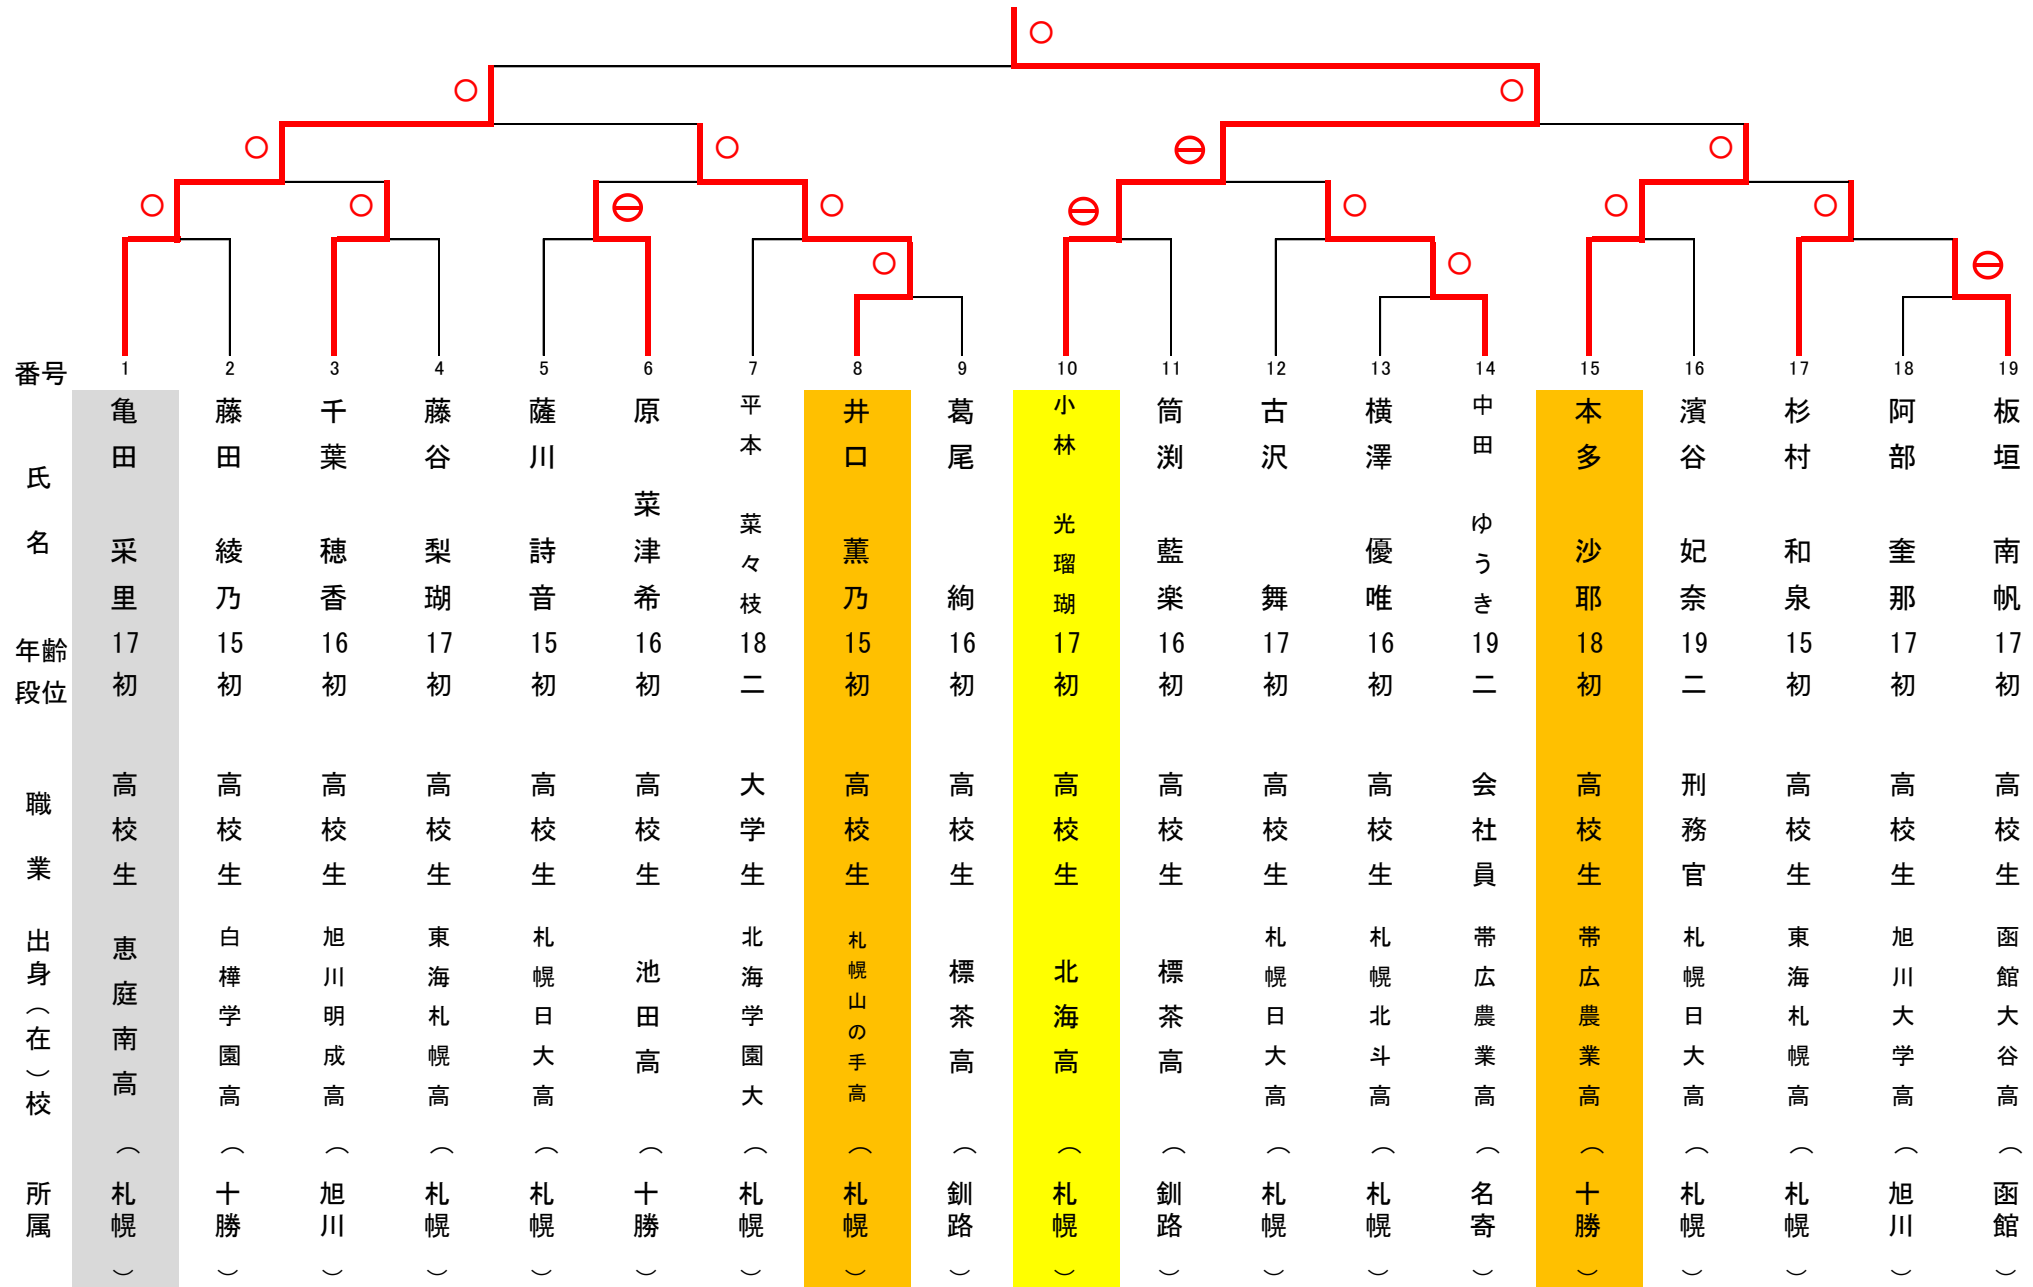 番号 1 2 3 4 5 6 7 8 9 10 11 12 13 14 15 16 17 18 19
氏名
亀田 采里
藤田 綾乃
千葉 穂香
藤谷 梨瑚
薩川 詩音
原 菜津希
平本 菜々枝
井口 薫乃
葛尾 絢
小林 光瑠瑚
筒渕 藍楽
古沢 舞
横澤 優唯
中田 ゆうき
本多 沙耶
濱谷 妃奈
杉村 和泉
阿部 奎那
板垣 南帆
年齢 17 15 16 17 15 16 18 15 16 17 16 17 16 19 18 19 15 17 17
段位 初 初 初 初 初 初 二 初 初 初 初 初 初 二 初 二 初 初 初
職業
高校生
高校生
高校生
高校生
高校生
高校生
大学生
高校生
高校生
高校生
高校生
高校生
高校生
会社員
高校生
刑務官
高校生
高校生
高校生
出身(在)校
恵庭南高
白樺学園高
旭川明成高
東海札幌高
札幌日大高
池田高
北海学園大
札幌山の手高
標茶高
北海高
標茶高
札幌日大高
札幌北斗高
帯広農業高
帯広農業高
札幌日大高
東海札幌高
旭川大学高
函館大谷高
所属
(札幌)
(十勝)
(旭川)
(札幌)
(札幌)
(十勝)
(札幌)
(札幌)
(釧路)
(札幌)
(釧路)
(札幌)
(札幌)
(名寄)
(十勝)
(札幌)
(札幌)
(旭川)
(函館)